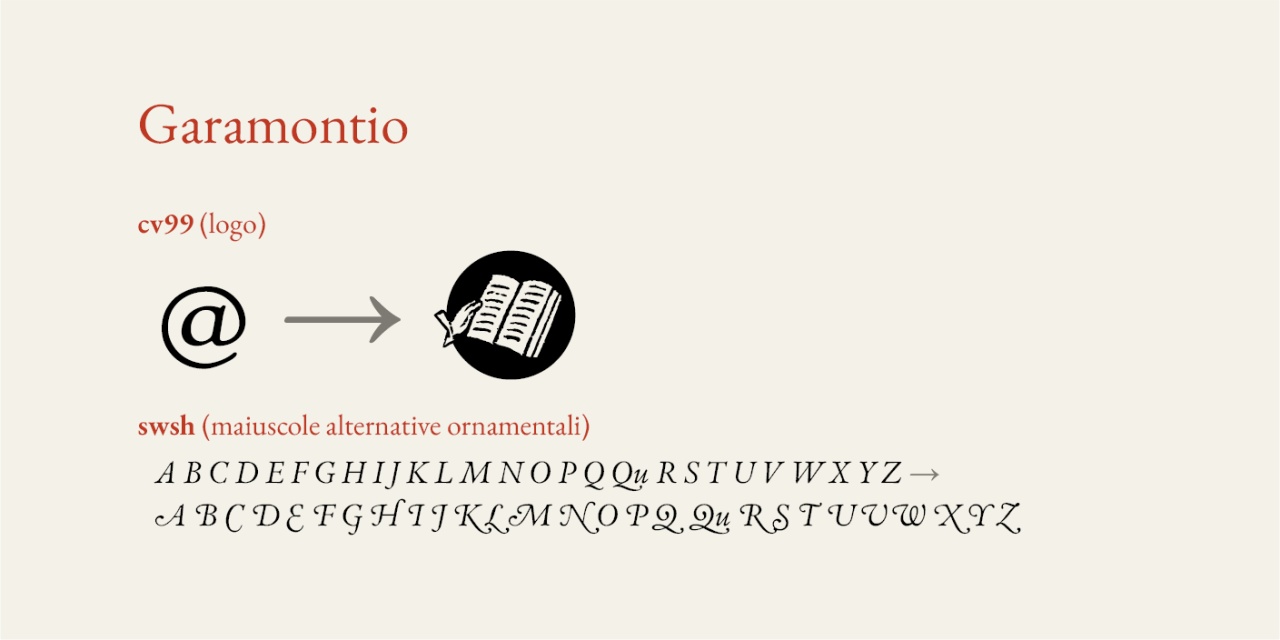 Garamontio
cv99 (logo)
@ →
swsh (maiuscole alternative ornamentali)
A B C D E F G H I J K L M N O P Q Qu R S T U V W X Y Z →
A B C D E F G H I J K L M N O P Q Qu R S T U V W X Y Z